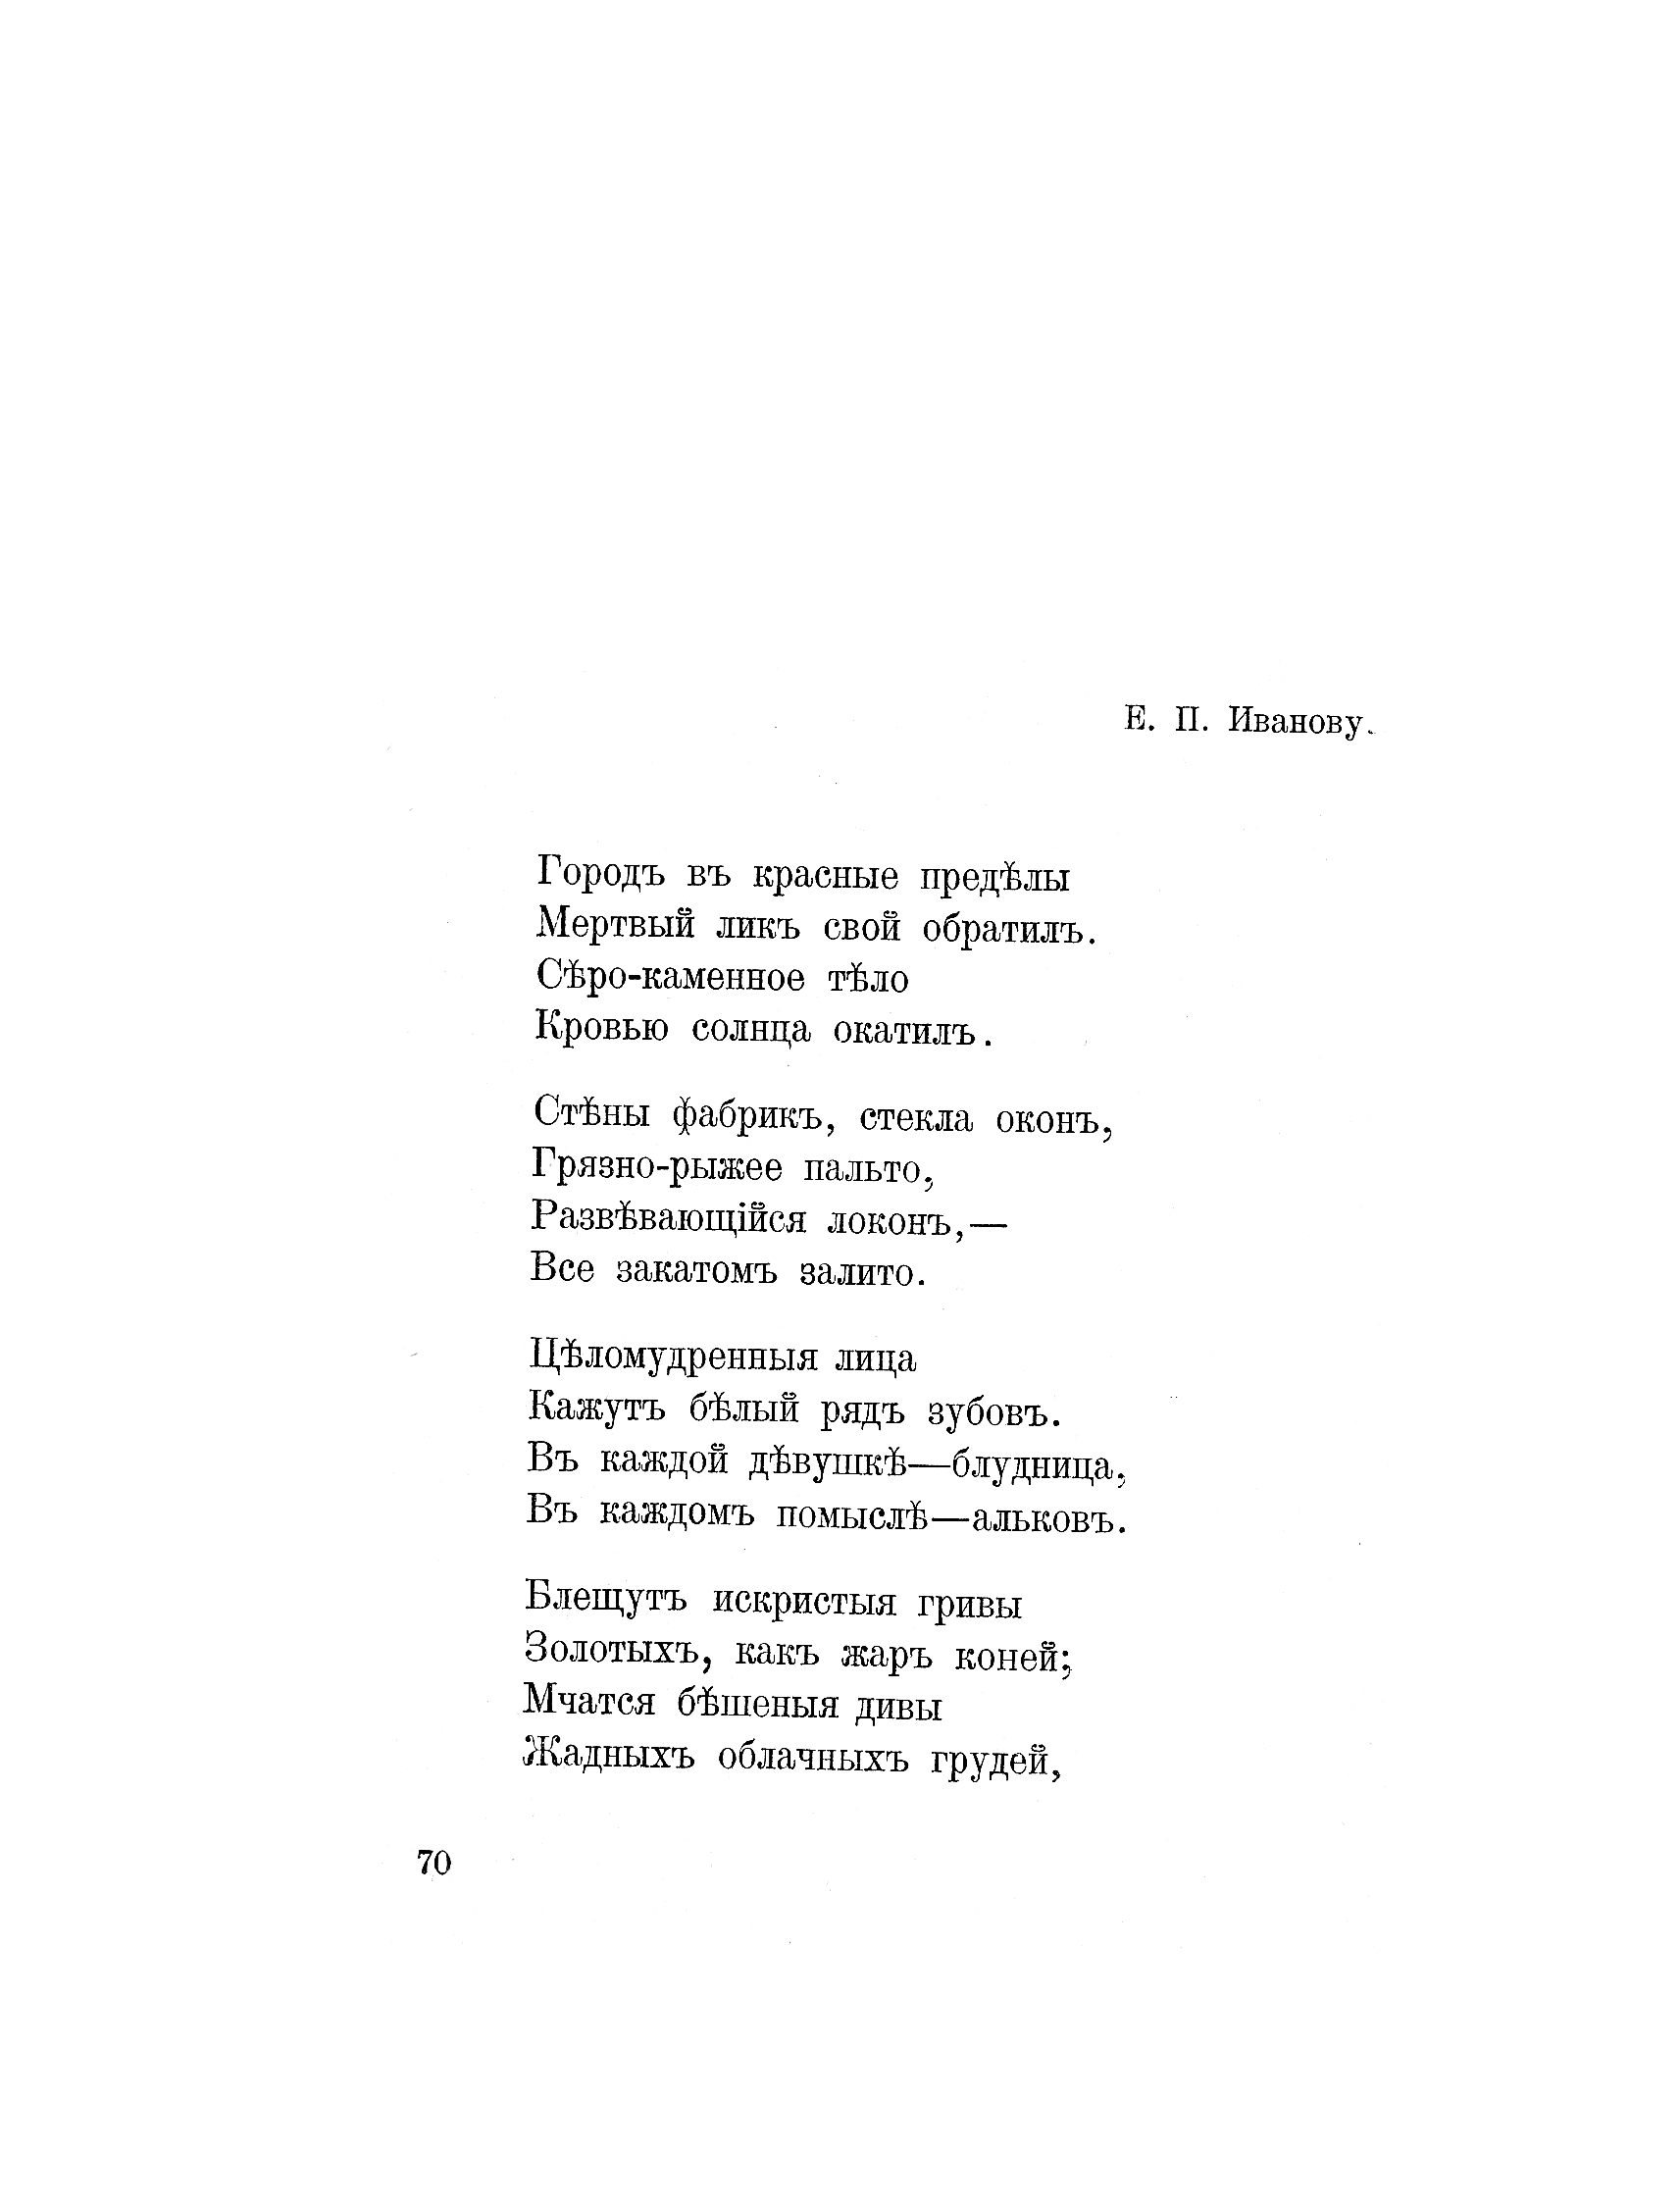 Е. П. Иванову.
Городъ въ красные предѣлы
Мертвый ликъ свой обратилъ.
Сѣро-каменное тѣло
Кровью солнца окатилъ.
Стѣны фабрикъ, стекла оконъ,
Грязно-рыжее пальто,
Развѣвающійся локонъ,—
Все закатомъ залито.
Цѣломудренныя лица
Кажутъ бѣлый рядъ зубовъ.
Въ каждой дѣвушкѣ—блудница,
Въ каждомъ помыслѣ—альковъ.
Блещутъ искристыя гривы
Золотыхъ, какъ жаръ коней;
Мчатся бѣшеныя дивы
Жадныхъ облачныхъ грудей,
70